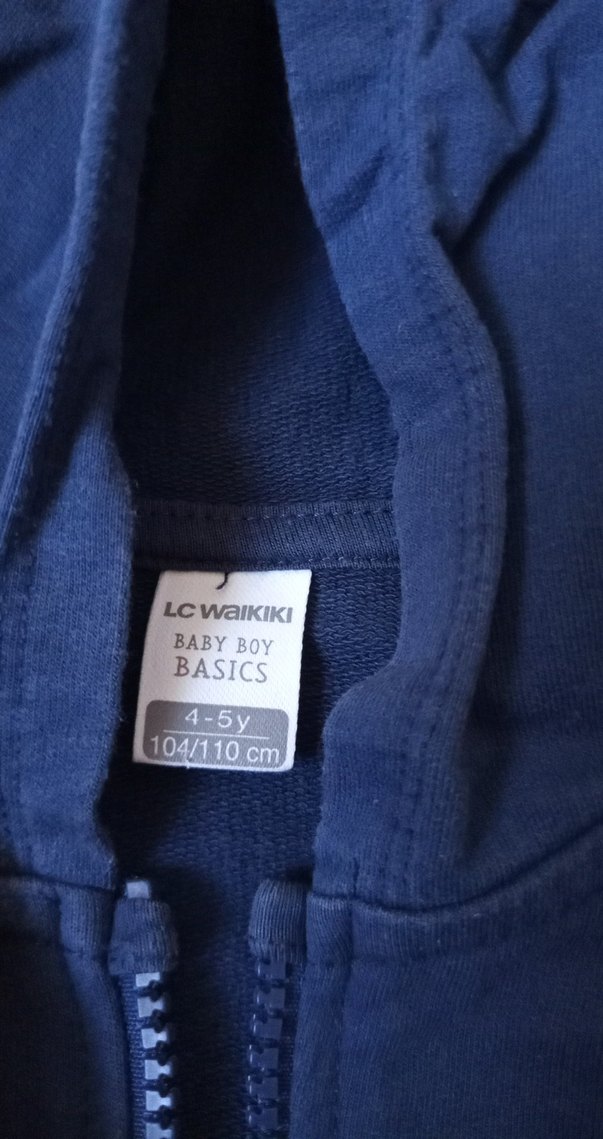 LC WAIKIKI
BABY BOY
BASICS
4-5y
104/110 cm